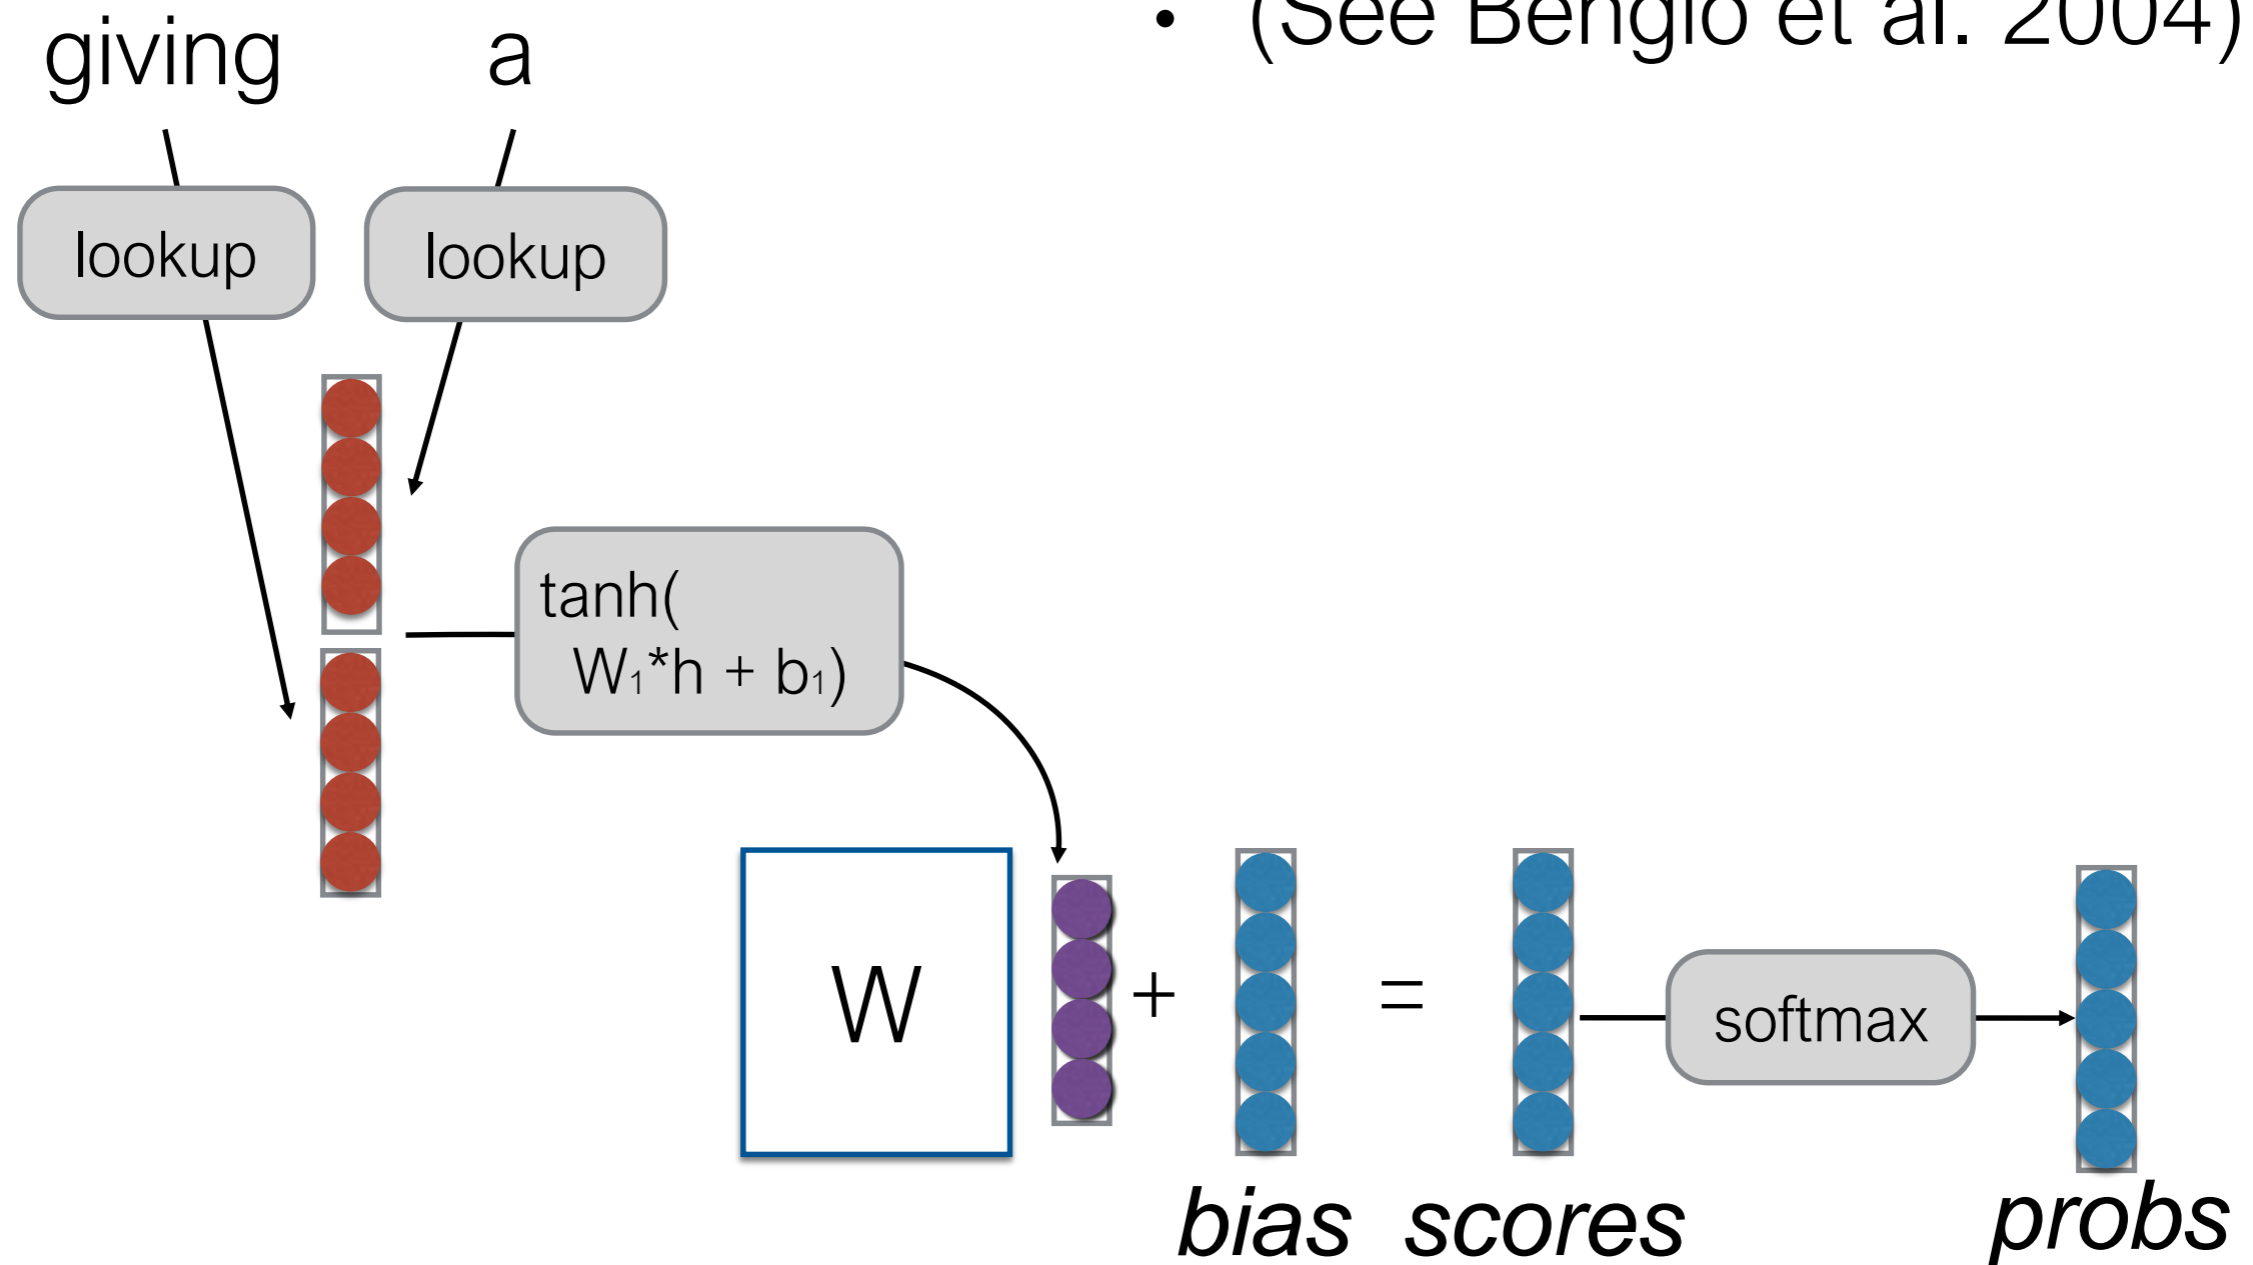 • (See Bengio et al. 2004)
giving a
lookup lookup
tanh(
W₁*h + b₁)
W + = softmax
bias scores probs